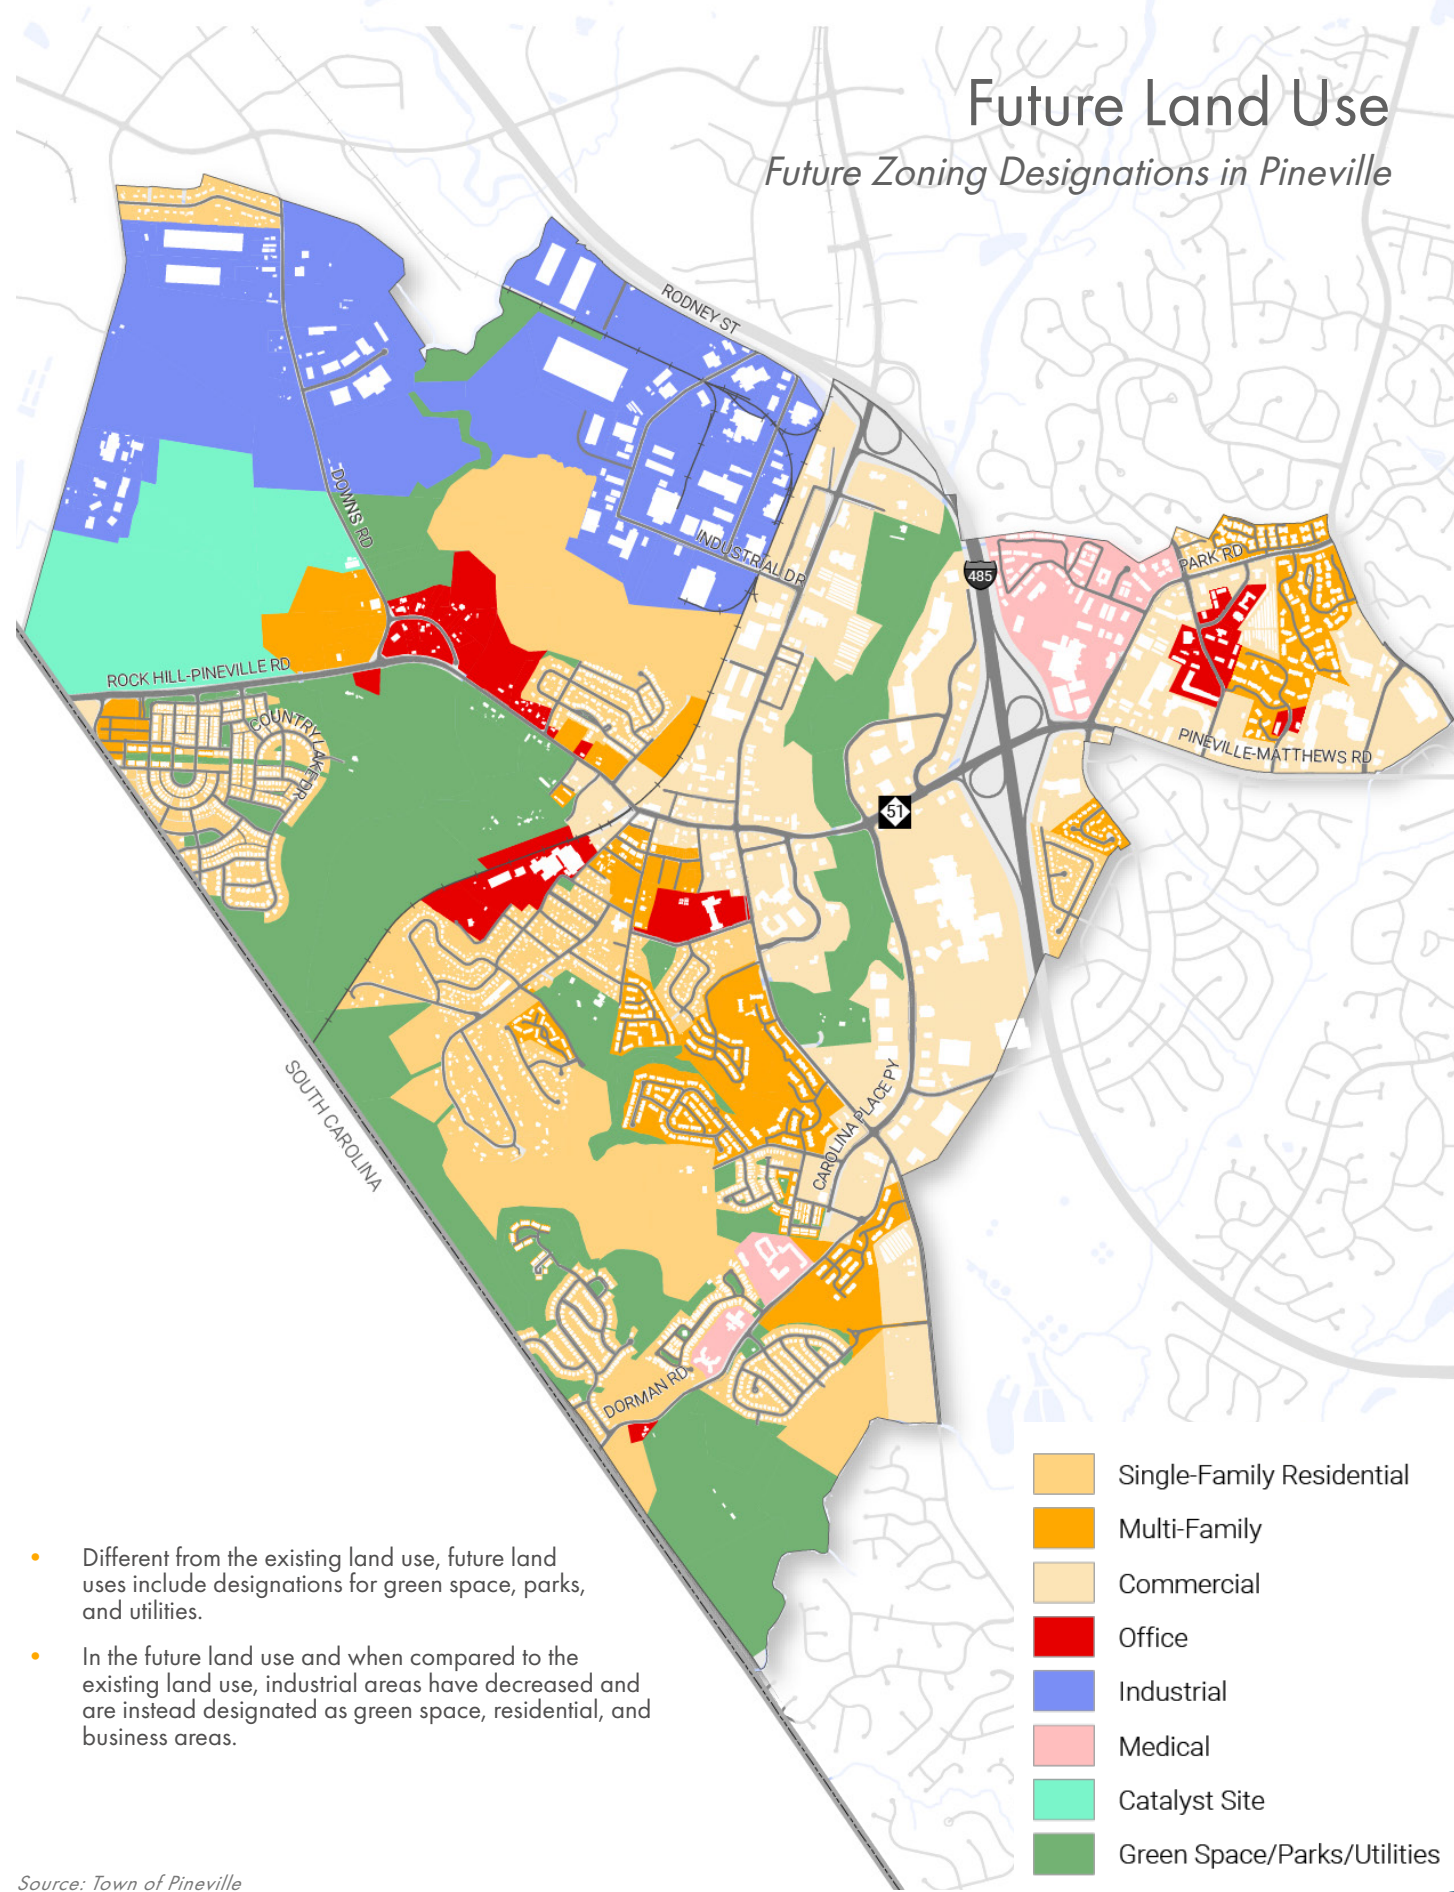 Future Land Use
Future Zoning Designations in Pineville
RODNEY ST
DOWNS RD
INDUSTRIAL DR
485
PARK RD
ROCK HILL-PINEVILLE RD
COUNTRY LAKE DR
PINEVILLE-MATTHEWS RD
51
SOUTH CAROLINA
CAROLINA PLACE PY
DORMAN RD
Single-Family Residential
Multi-Family
Commercial
Office
Industrial
Medical
Catalyst Site
Green Space/Parks/Utilities
• Different from the existing land use, future land
uses include designations for green space, parks,
and utilities.
• In the future land use and when compared to the
existing land use, industrial areas have decreased and
are instead designated as green space, residential, and
business areas.
Source: Town of Pineville